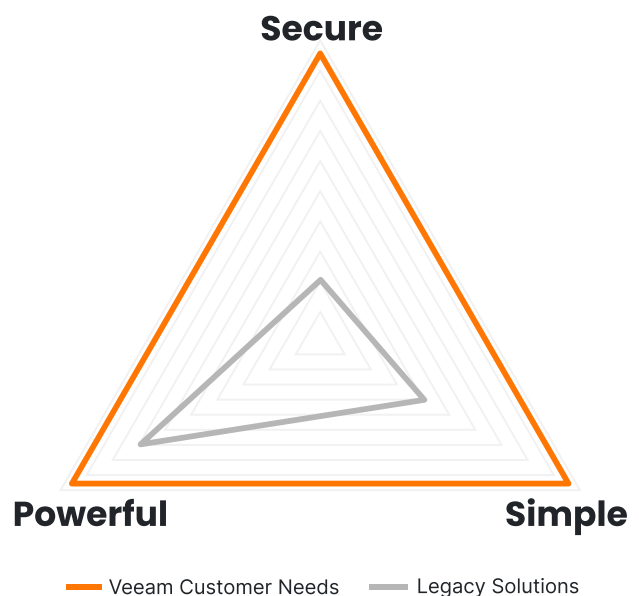 Secure
Powerful
Simple
Veeam Customer Needs
Legacy Solutions